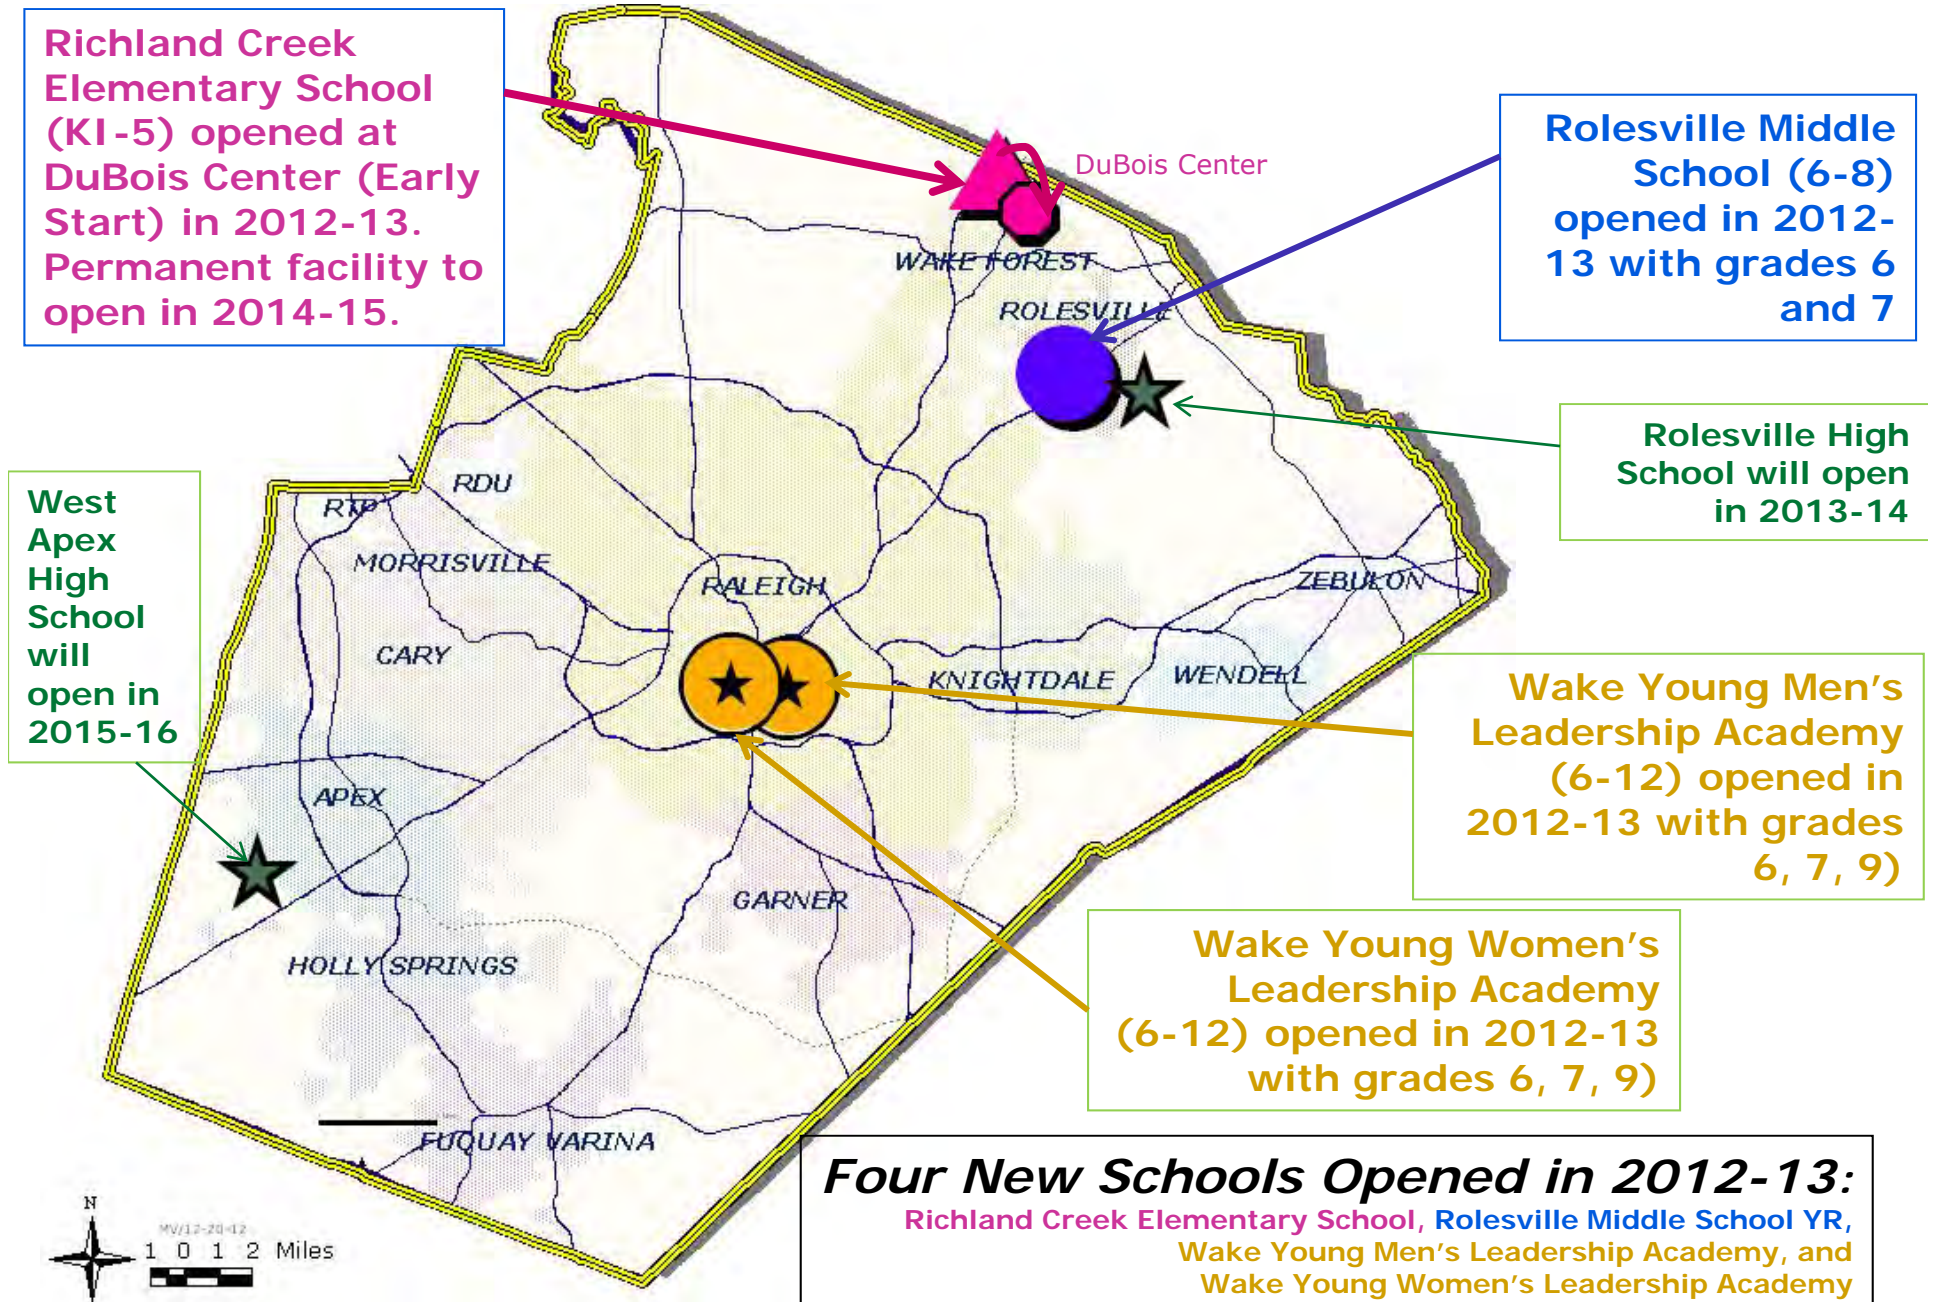 Richland Creek
Elementary School
(KI-5) opened at
DuBois Center (Early
Start) in 2012-13.
Permanent facility to
open in 2014-15.
DuBois Center
Rolesville Middle
School (6-8)
opened in 2012-
13 with grades 6
and 7
WAKE FOREST
ROLESVILLE
Rolesville High
School will open
in 2013-14
West
Apex
High
School
will
open in
2015-16
RDU
RTP
MORRISVILLE
RALEIGH
ZEBULON
CARY
KNIGHTDALE
WENDELL
Wake Young Men’s
Leadership Academy
(6-12) opened in
2012-13 with grades
6, 7, 9)
APEX
GARNER
HOLLY SPRINGS
Wake Young Women’s
Leadership Academy
(6-12) opened in 2012-13
with grades 6, 7, 9)
FUQUAY VARINA
Four New Schools Opened in 2012-13:
Richland Creek Elementary School, Rolesville Middle School YR,
Wake Young Men’s Leadership Academy, and
Wake Young Women’s Leadership Academy
N
MV/12-20-12
1 0 1 2 Miles